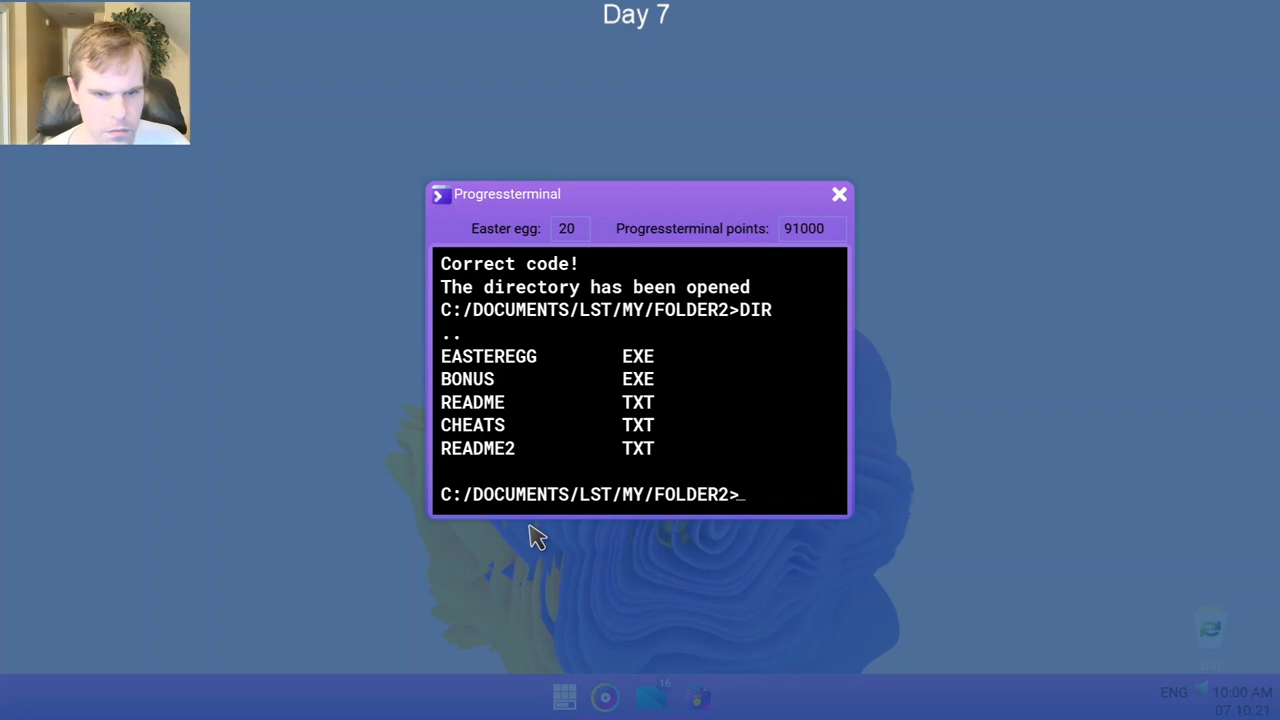 Day 7
Progressterminal
Easter egg: 20 Progressterminal points: 91000
Correct code!
The directory has been opened
C:/DOCUMENTS/LST/MY/FOLDER2>DIR
..
EASTEREGG EXE
BONUS EXE
README TXT
CHEATS TXT
README2 TXT
C:/DOCUMENTS/LST/MY/FOLDER2>_
Bin
16
ENG 10:00 AM
07.10.21